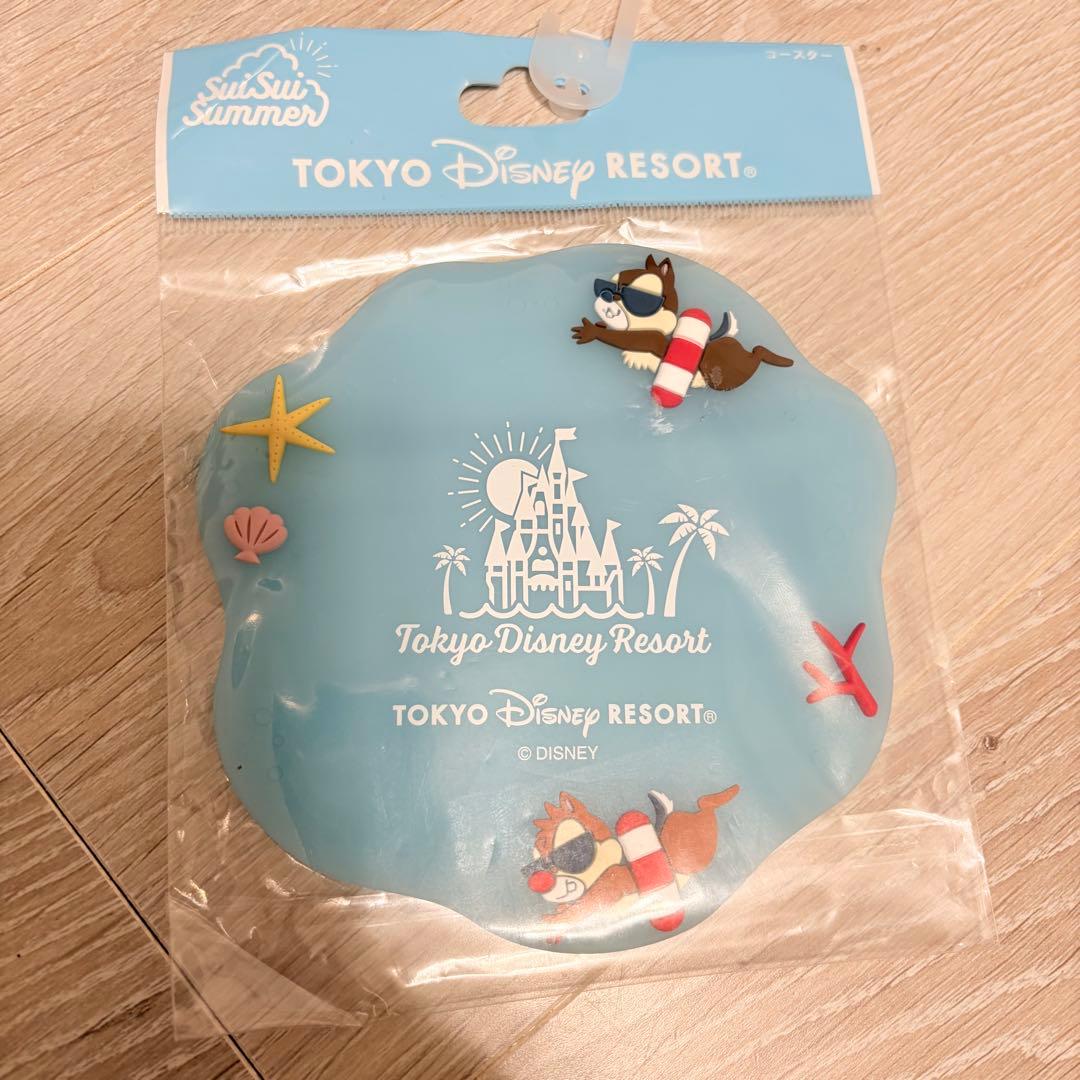 SuiSui
Summer
コースター
TOKYO Disney RESORT®
Tokyo Disney Resort
TOKYO Disney RESORT®
© DISNEY